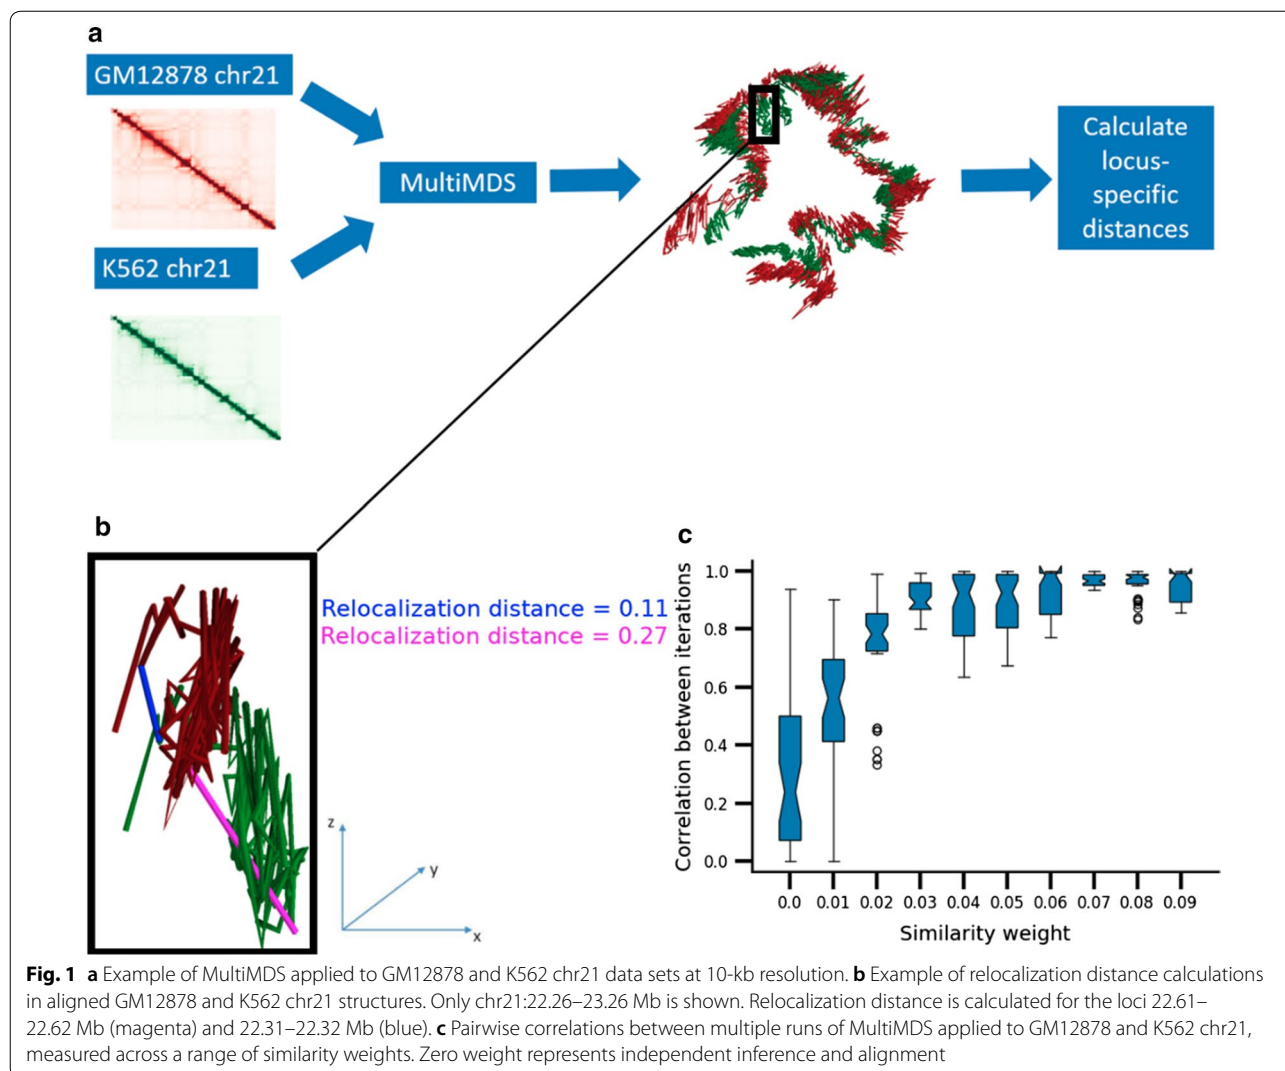 a
GM12878 chr21
K562 chr21
MultiMDS
Calculate
locus-
specific
distances
b
Relocalization distance = 0.11
Relocalization distance = 0.27
z
y
x
c
Correlation between iterations
1.0
0.8
0.6
0.4
0.2
0.0
0.0 0.01 0.02 0.03 0.04 0.05 0.06 0.07 0.08 0.09
Similarity weight
Fig. 1 a Example of MultiMDS applied to GM12878 and K562 chr21 data sets at 10-kb resolution. b Example of relocalization distance calculations
in aligned GM12878 and K562 chr21 structures. Only chr21:22.26–23.26 Mb is shown. Relocalization distance is calculated for the loci 22.61–
22.62 Mb (magenta) and 22.31–22.32 Mb (blue). c Pairwise correlations between multiple runs of MultiMDS applied to GM12878 and K562 chr21,
measured across a range of similarity weights. Zero weight represents independent inference and alignment